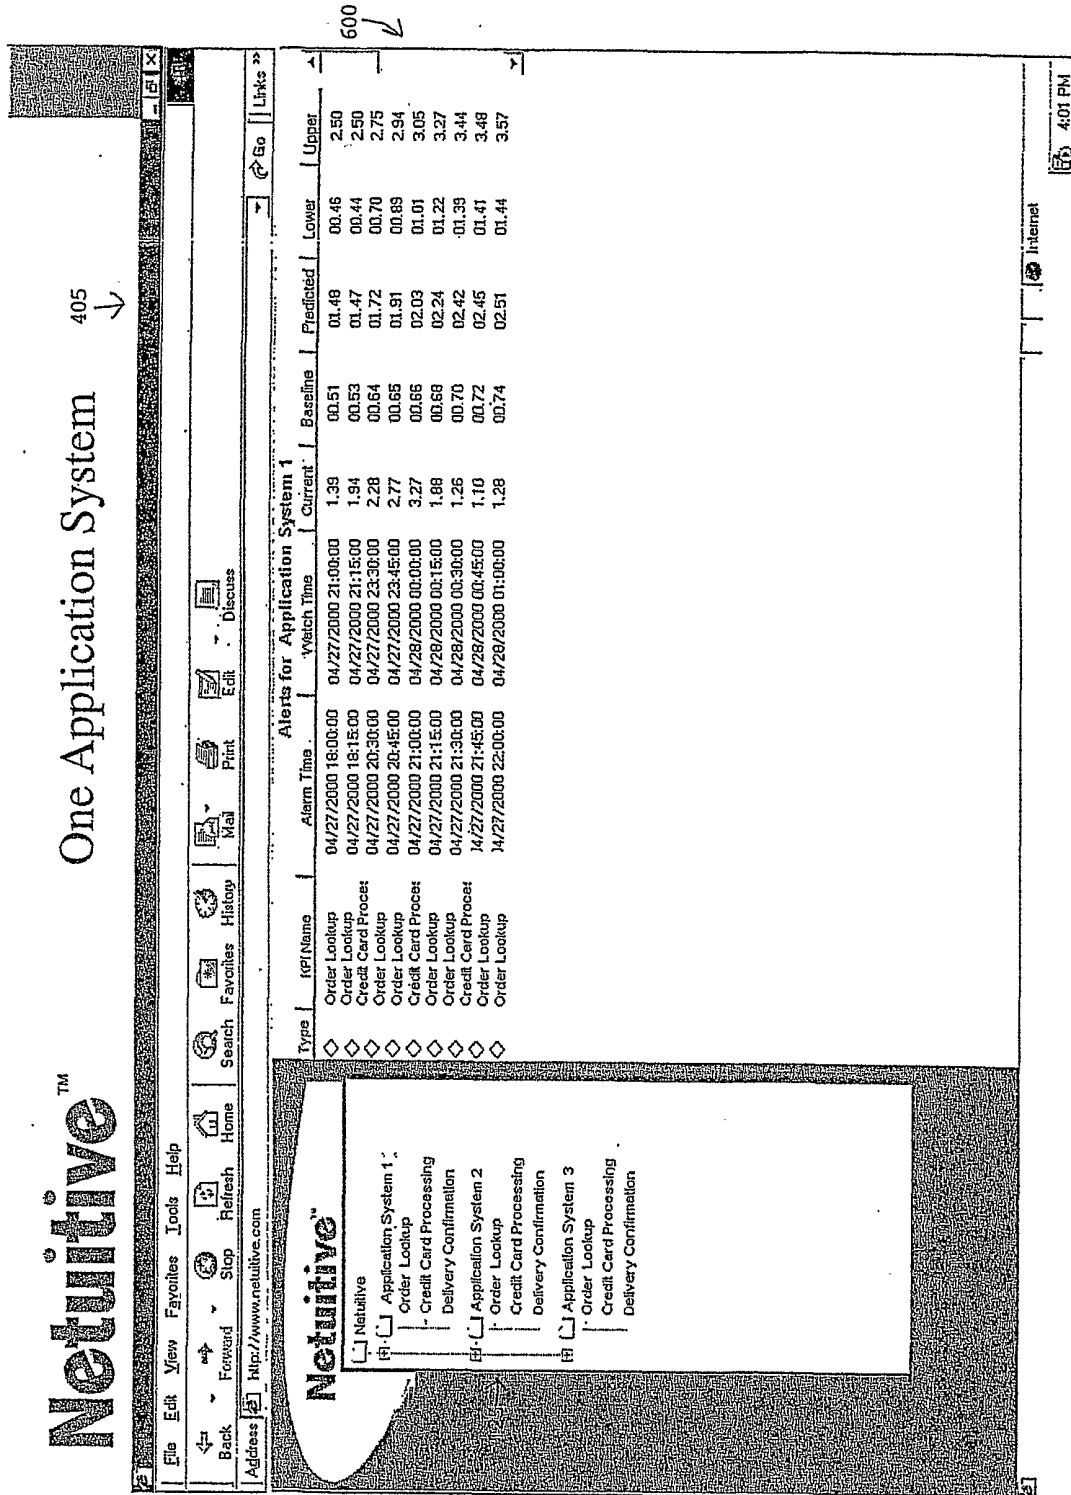 Netuitive™
One Application System
405
600
File Edit View Favorites Tools Help
Back Forward Stop Refresh Home Search Favorites History Mail Print Edit Discuss
Address http://www.netuitive.com Go Links »
Netuitive™
Netuitive
Application System 1
Order Lookup
Credit Card Processing
Delivery Confirmation
Application System 2
Order Lookup
Credit Card Processing
Delivery Confirmation
Application System 3
Order Lookup
Credit Card Processing
Delivery Confirmation
Alerts for Application System 1
Type KPI Name Alarm Time Watch Time Current Baseline Predicted Lower Upper
Order Lookup
Order Lookup
Credit Card Proces
Order Lookup
Order Lookup
Credit Card Proces
Order Lookup
Order Lookup
Credit Card Proces
Order Lookup
Order Lookup
04/27/2000 18:00:00 04/27/2000 21:00:00 1.39 00.51 01.48 00.46 2.50
04/27/2000 18:15:00 04/27/2000 21:15:00 1.94 00.53 01.47 00.44 2.50
04/27/2000 20:30:00 04/27/2000 23:30:00 2.28 00.64 01.72 00.70 2.75
04/27/2000 20:45:00 04/27/2000 23:45:00 2.77 00.65 01.91 00.89 2.94
04/27/2000 21:00:00 04/28/2000 00:00:00 3.27 00.66 02.03 01.01 3.05
04/27/2000 21:15:00 04/28/2000 00:15:00 1.88 00.68 02.24 01.22 3.27
04/27/2000 21:30:00 04/28/2000 00:30:00 1.26 00.70 02.42 01.39 3.44
)4/27/2000 21:45:00 04/28/2000 00:45:00 1.10 00.72 02.45 01.41 3.48
)4/27/2000 22:00:00 04/28/2000 01:00:00 1.28 00.74 02.51 01.44 3.57
Internet
4:01 PM